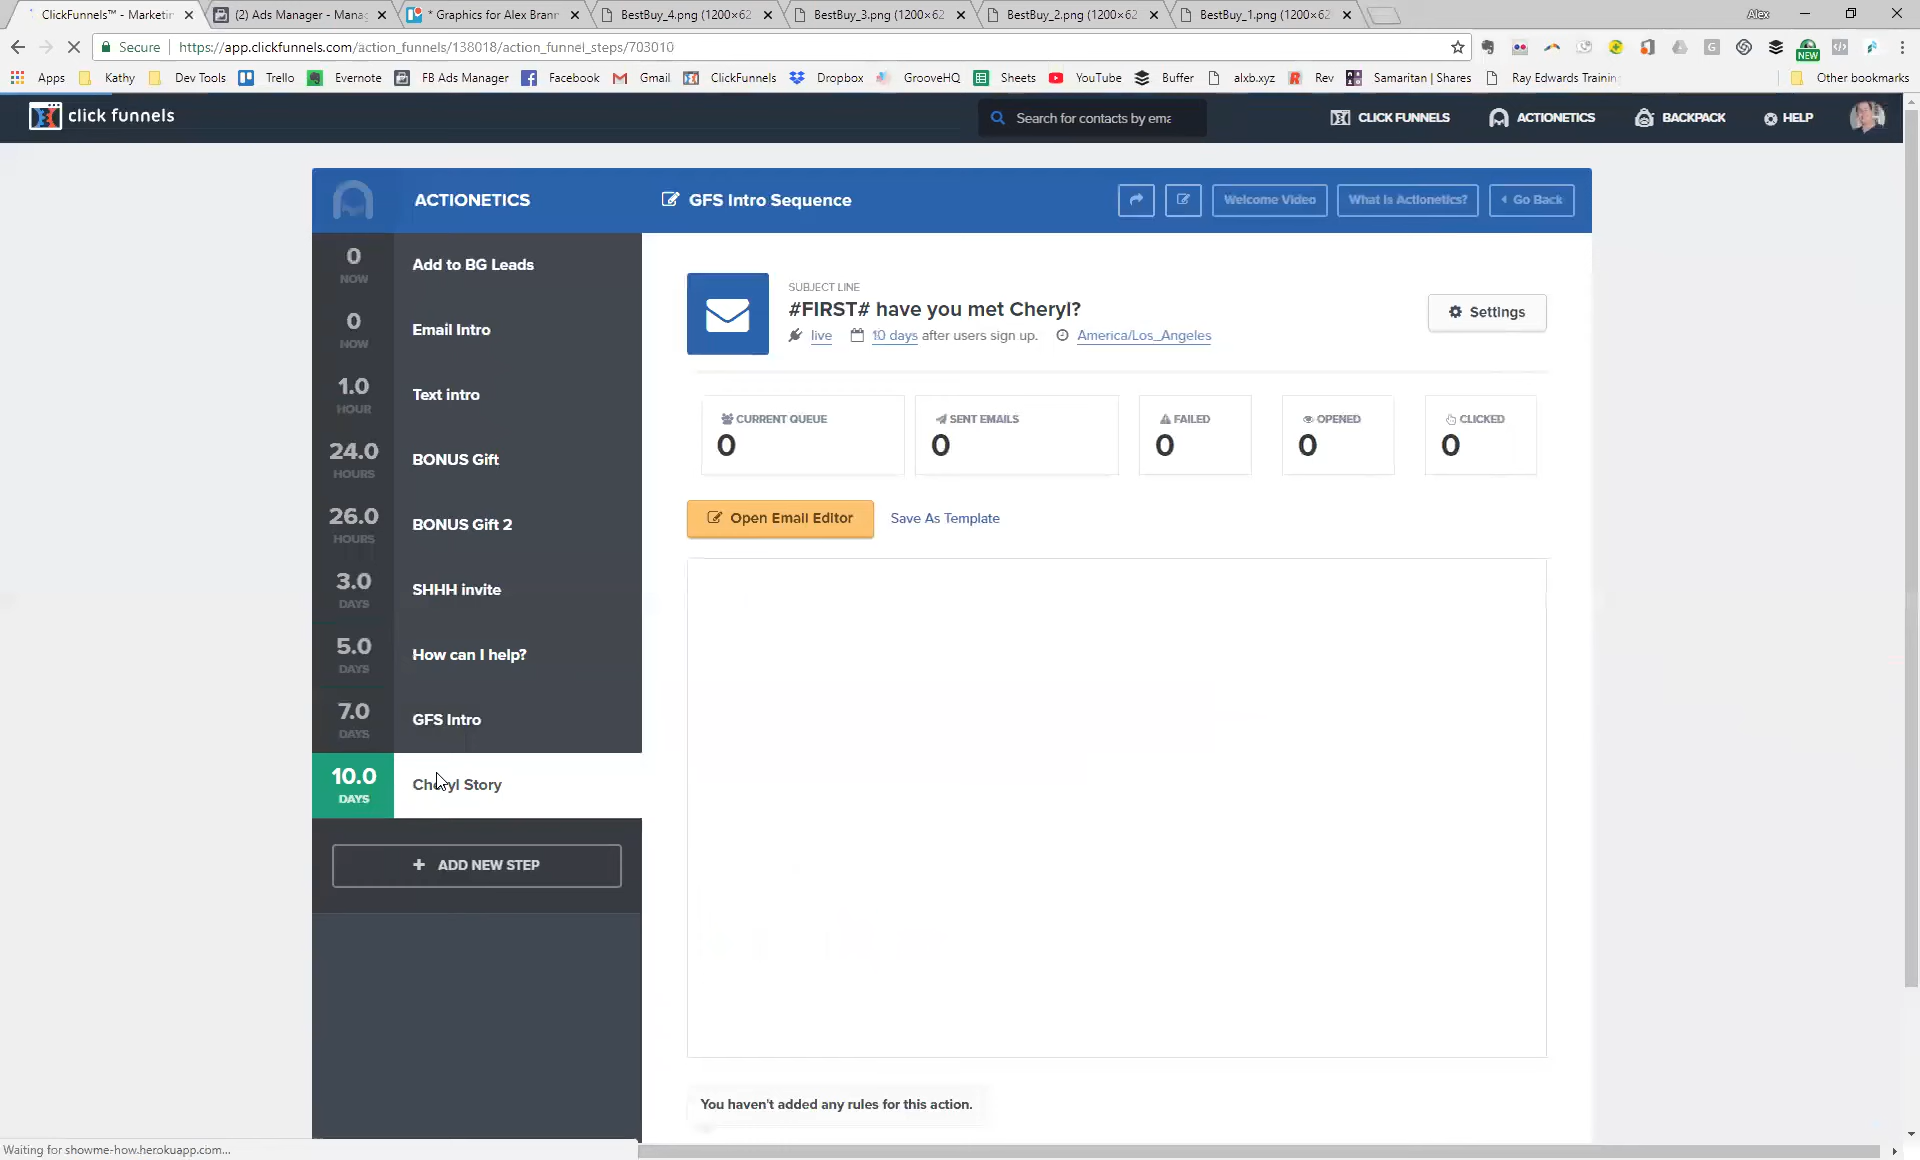 ClickFunnels™ - Marketin
(2) Ads Manager - Manag
* Graphics for Alex Brann
BestBuy_4.png (1200×62
BestBuy_3.png (1200×62
BestBuy_2.png (1200×62
BestBuy_1.png (1200×62
Alex
Secure
https://app.clickfunnels.com/action_funnels/138018/action_funnel_steps/703010
NEW
Apps
Kathy
Dev Tools
Trello
Evernote
FB Ads Manager
Facebook
Gmail
ClickFunnels
Dropbox
GrooveHQ
Sheets
YouTube
Buffer
alxb.xyz
Rev
Samaritan | Shares
Ray Edwards Trainin
Other bookmarks
click funnels
Search for contacts by ema
CLICK FUNNELS
ACTIONETICS
BACKPACK
HELP
ACTIONETICS
GFS Intro Sequence
Welcome Video
What is Actionetics?
Go Back
0
NOW
Add to BG Leads
0
NOW
Email Intro
1.0
HOUR
Text intro
24.0
HOURS
BONUS Gift
26.0
HOURS
BONUS Gift 2
3.0
DAYS
SHHH invite
5.0
DAYS
How can I help?
7.0
DAYS
GFS Intro
10.0
DAYS
Cheryl Story
+ ADD NEW STEP
SUBJECT LINE
#FIRST# have you met Cheryl?
live
10 days after users sign up.
America/Los_Angeles
Settings
CURRENT QUEUE
0
SENT EMAILS
0
FAILED
0
OPENED
0
CLICKED
0
Open Email Editor
Save As Template
You haven't added any rules for this action.
Waiting for showme-how.herokuapp.com...